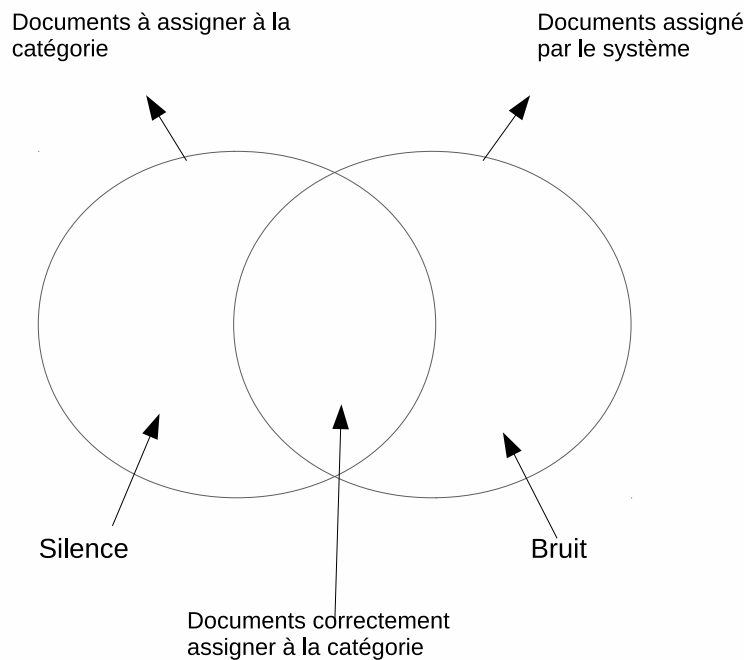 Documents à assigner à la
catégorie
Documents assigné
par le système
Silence
Bruit
Documents correctement
assigner à la catégorie